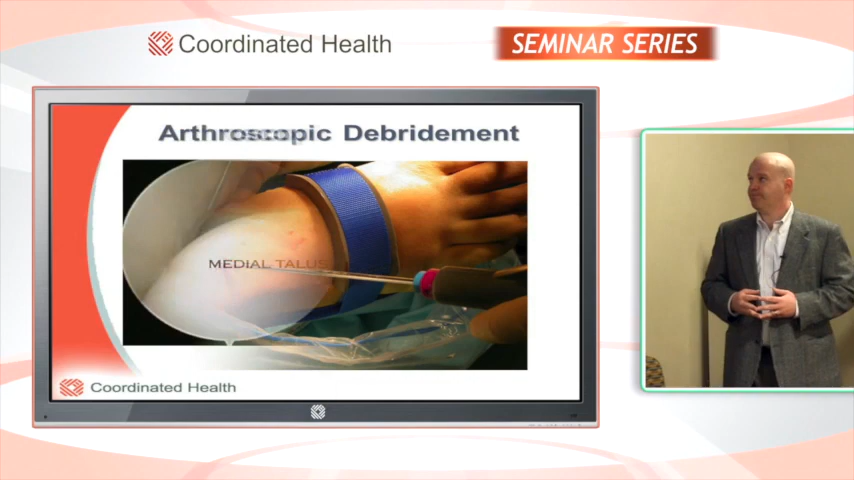 Coordinated Health
SEMINAR SERIES
Arthroscopic Debridement
MEDIAL TALUS
Coordinated Health